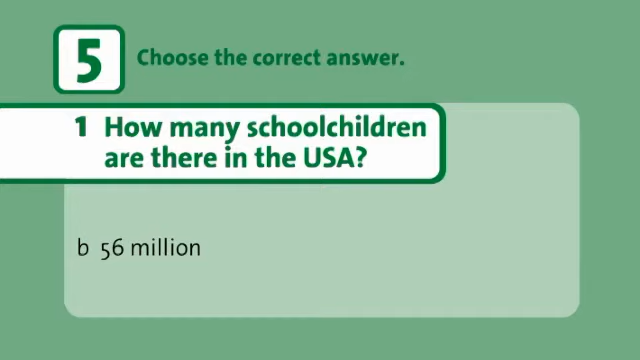 5 Choose the correct answer.
1 How many schoolchildren
are there in the USA?
b 56 million